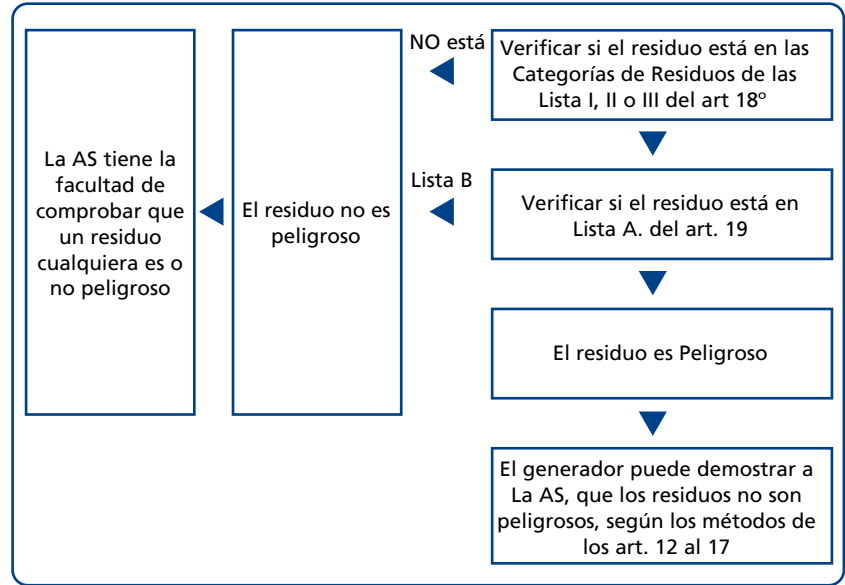 NO está
Verificar si el residuo está en las
Categorías de Residuos de las
Lista I, II o III del art 18º
La AS tiene la
facultad de
comprobar que
un residuo
cualquiera es o
no peligroso
El residuo no es
peligroso
Lista B
Verificar si el residuo está en
Lista A. del art. 19
El residuo es Peligroso
El generador puede demostrar a
La AS, que los residuos no son
peligrosos, según los métodos de
los art. 12 al 17